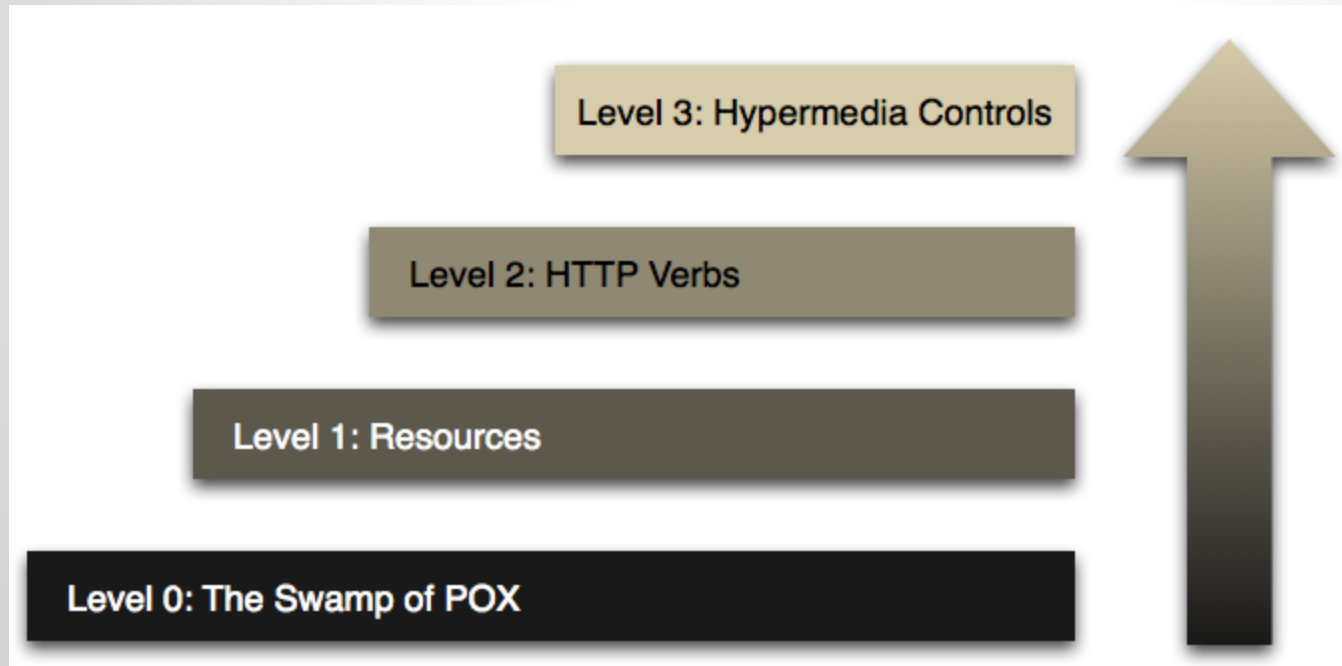 Level 3: Hypermedia Controls
Level 2: HTTP Verbs
Level 1: Resources
Level 0: The Swamp of POX